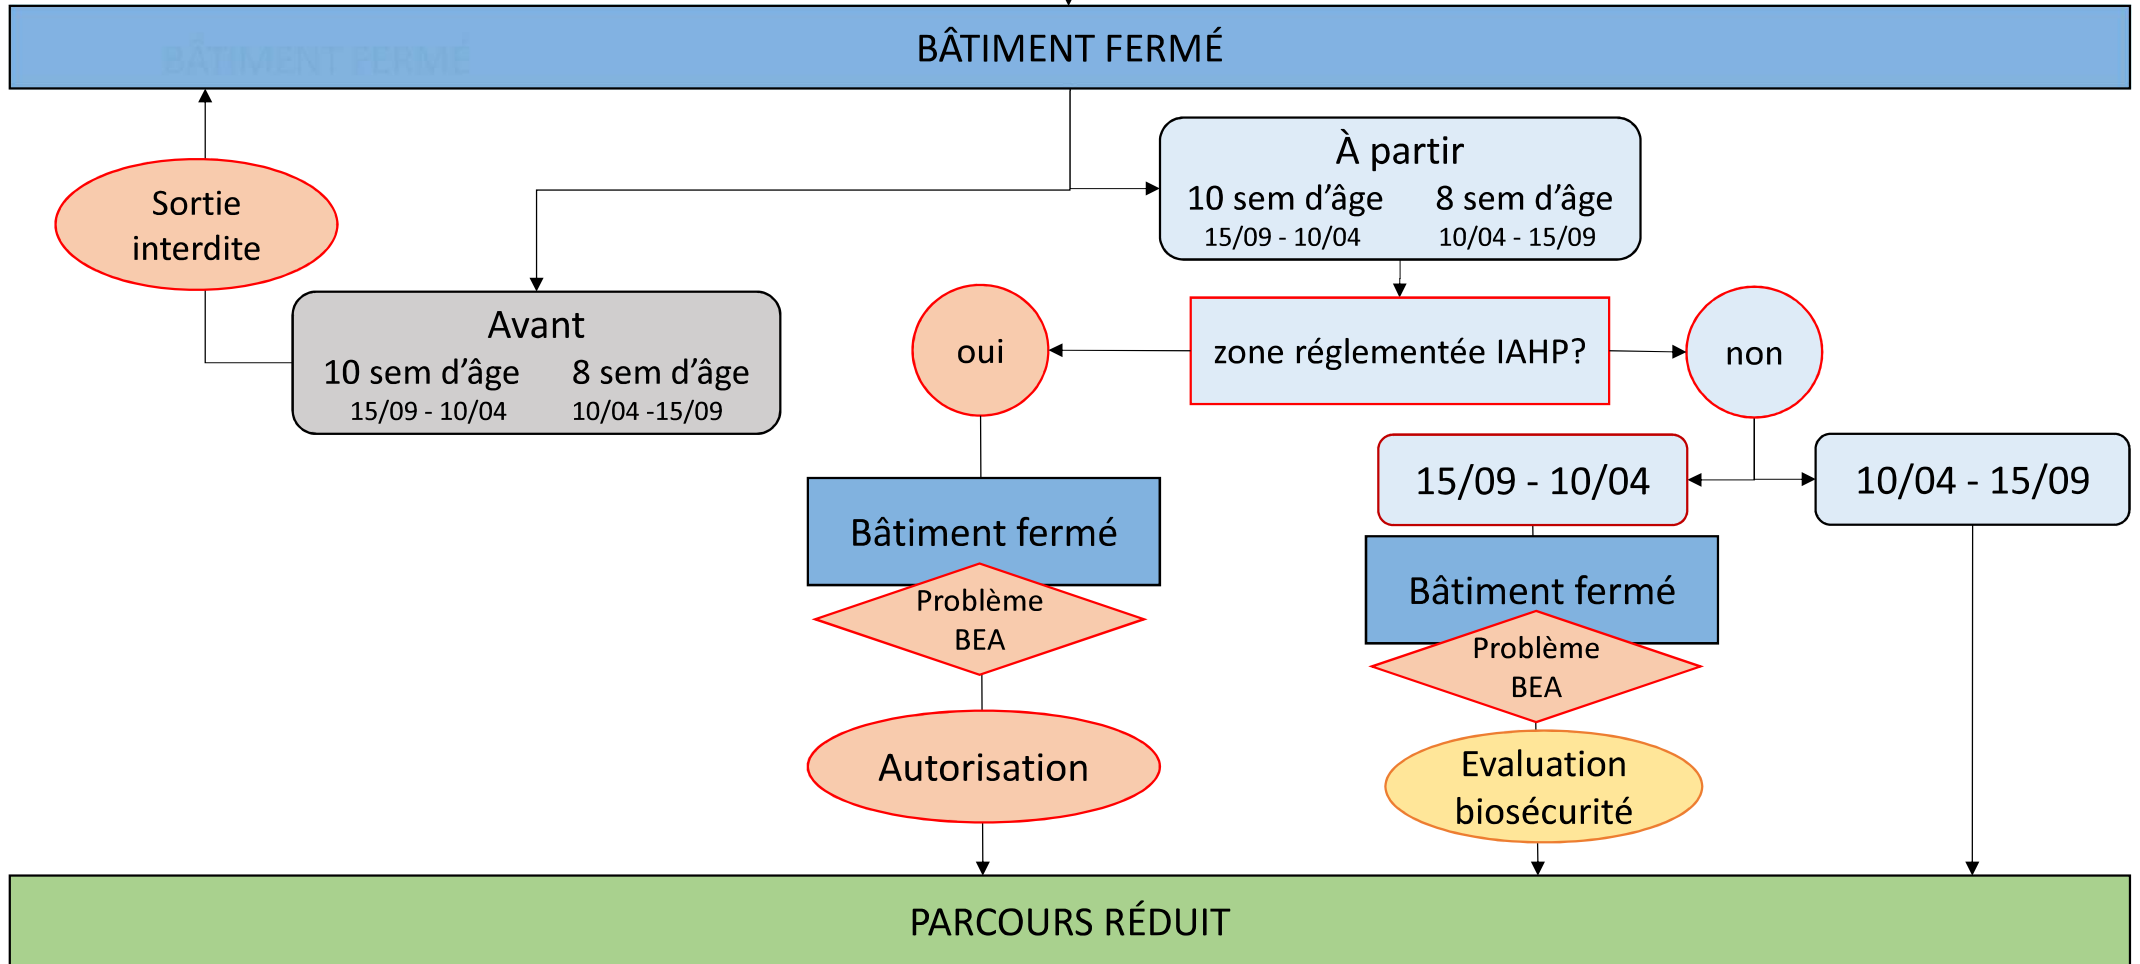 BÂTIMENT FERMÉ
BÂTIMENT FERMÉ
À partir
10 sem d'âge 8 sem d'âge
15/09 - 10/04 10/04 - 15/09
Sortie
interdite
Avant
10 sem d'âge 8 sem d'âge
15/09 - 10/04 10/04 -15/09
oui
zone réglementée IAHP?
non
15/09 - 10/04
10/04 - 15/09
Bâtiment fermé
Problème
BEA
Autorisation
Bâtiment fermé
Problème
BEA
Evaluation
biosécurité
PARCOURS RÉDUIT